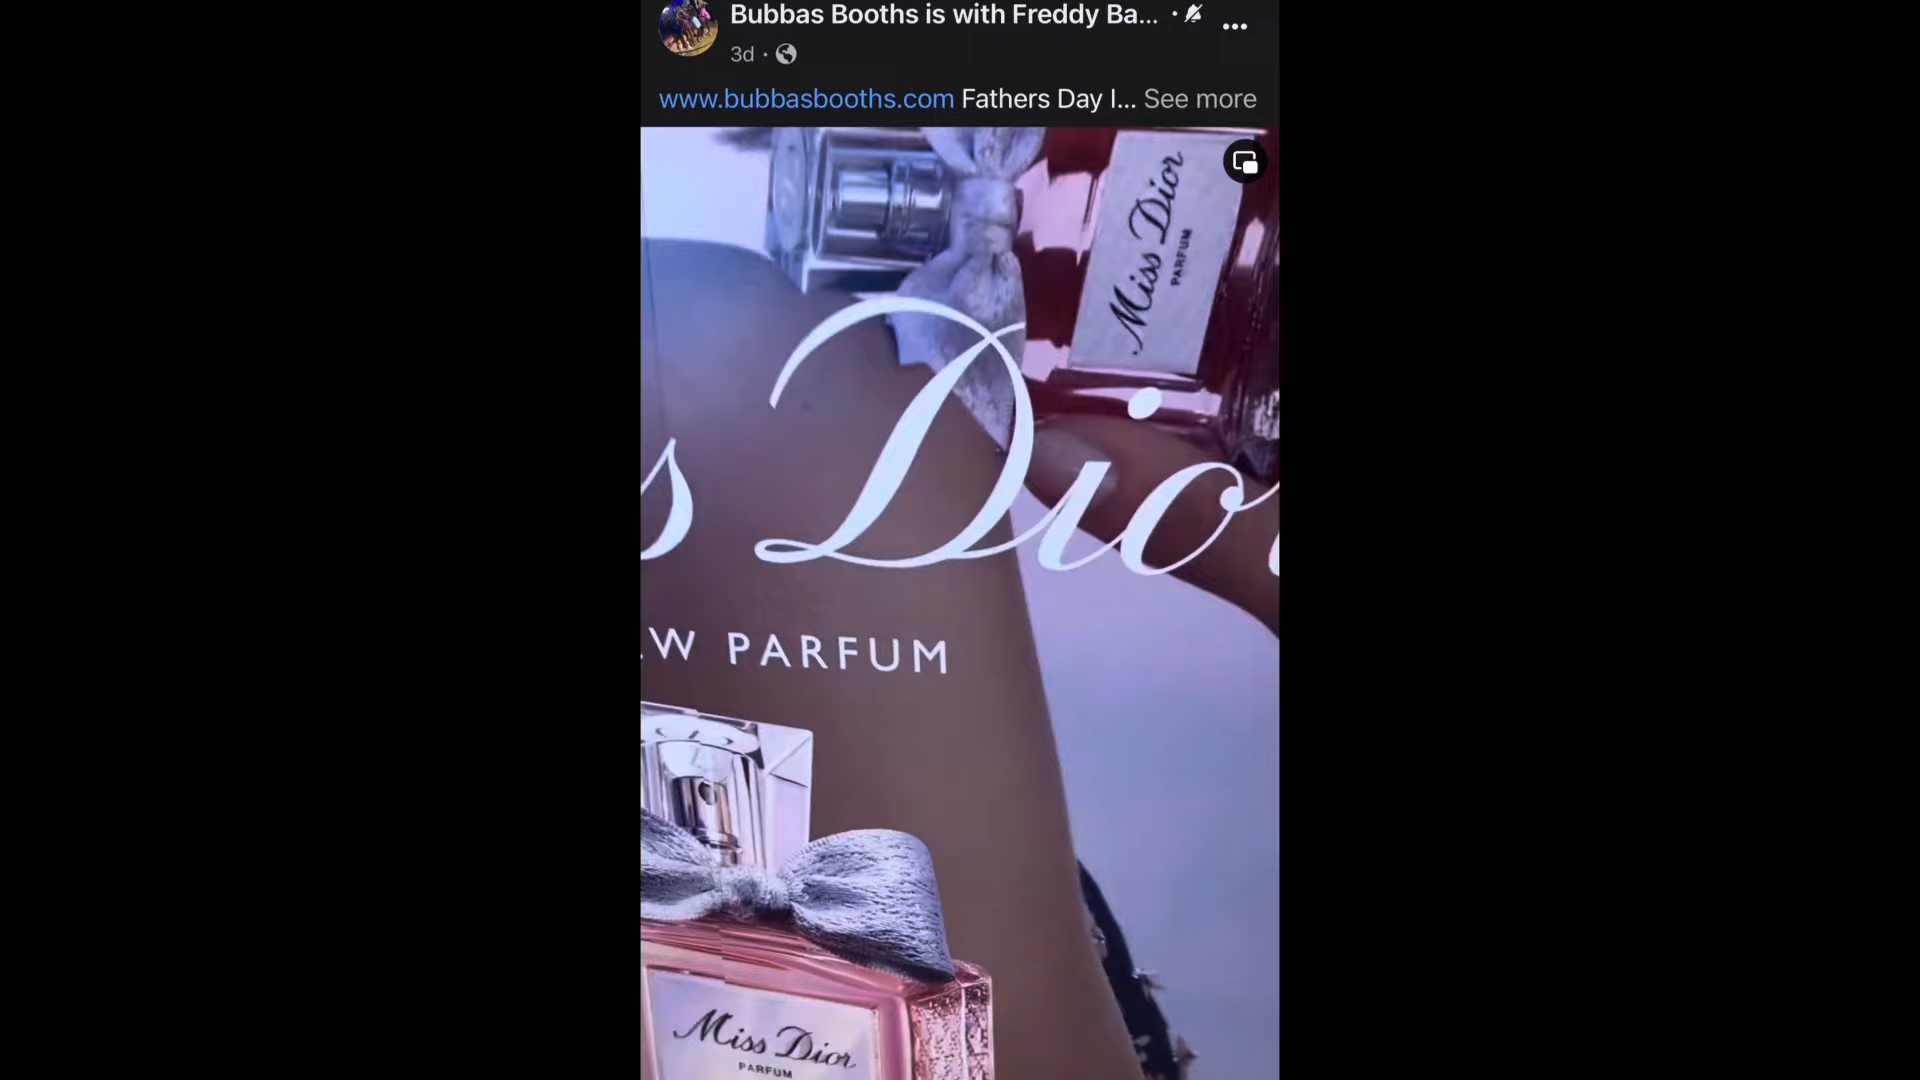 Bubbas Booths is with Freddy Ba...
3d
www.bubbasbooths.com Fathers Day I... See more
Miss Dior
PARFUM
s Dior
W PARFUM
Miss Dior
PARFUM